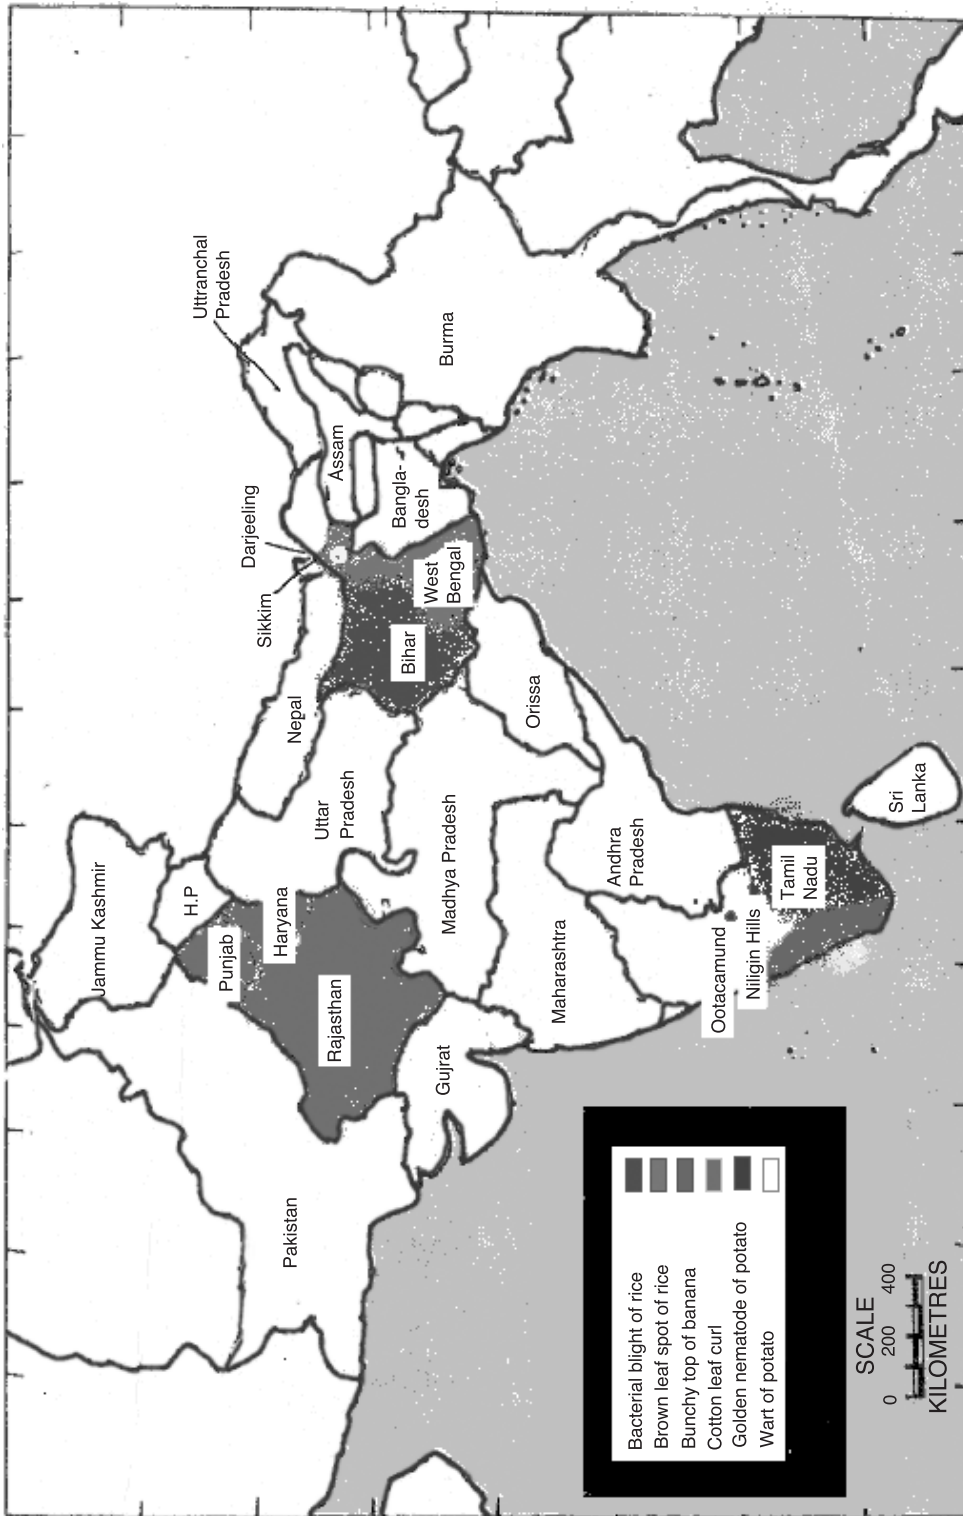 Uttranchal
Pradesh
Darjeeling
Sikkim
Nepal
Assam
Bangla-
desh
Burma
West
Bengal
Bihar
Orissa
Uttar
Pradesh
Jammu Kashmir
H.P
Punjab
Haryana
Rajasthan
Madhya Pradesh
Gujrat
Maharashtra
Andhra
Pradesh
Ootacamund
Niligin Hills
Tamil
Nadu
Sri
Lanka
Pakistan
Bacterial blight of rice
Brown leaf spot of rice
Bunchy top of banana
Cotton leaf curl
Golden nematode of potato
Wart of potato
SCALE
0 200 400
KILOMETRES